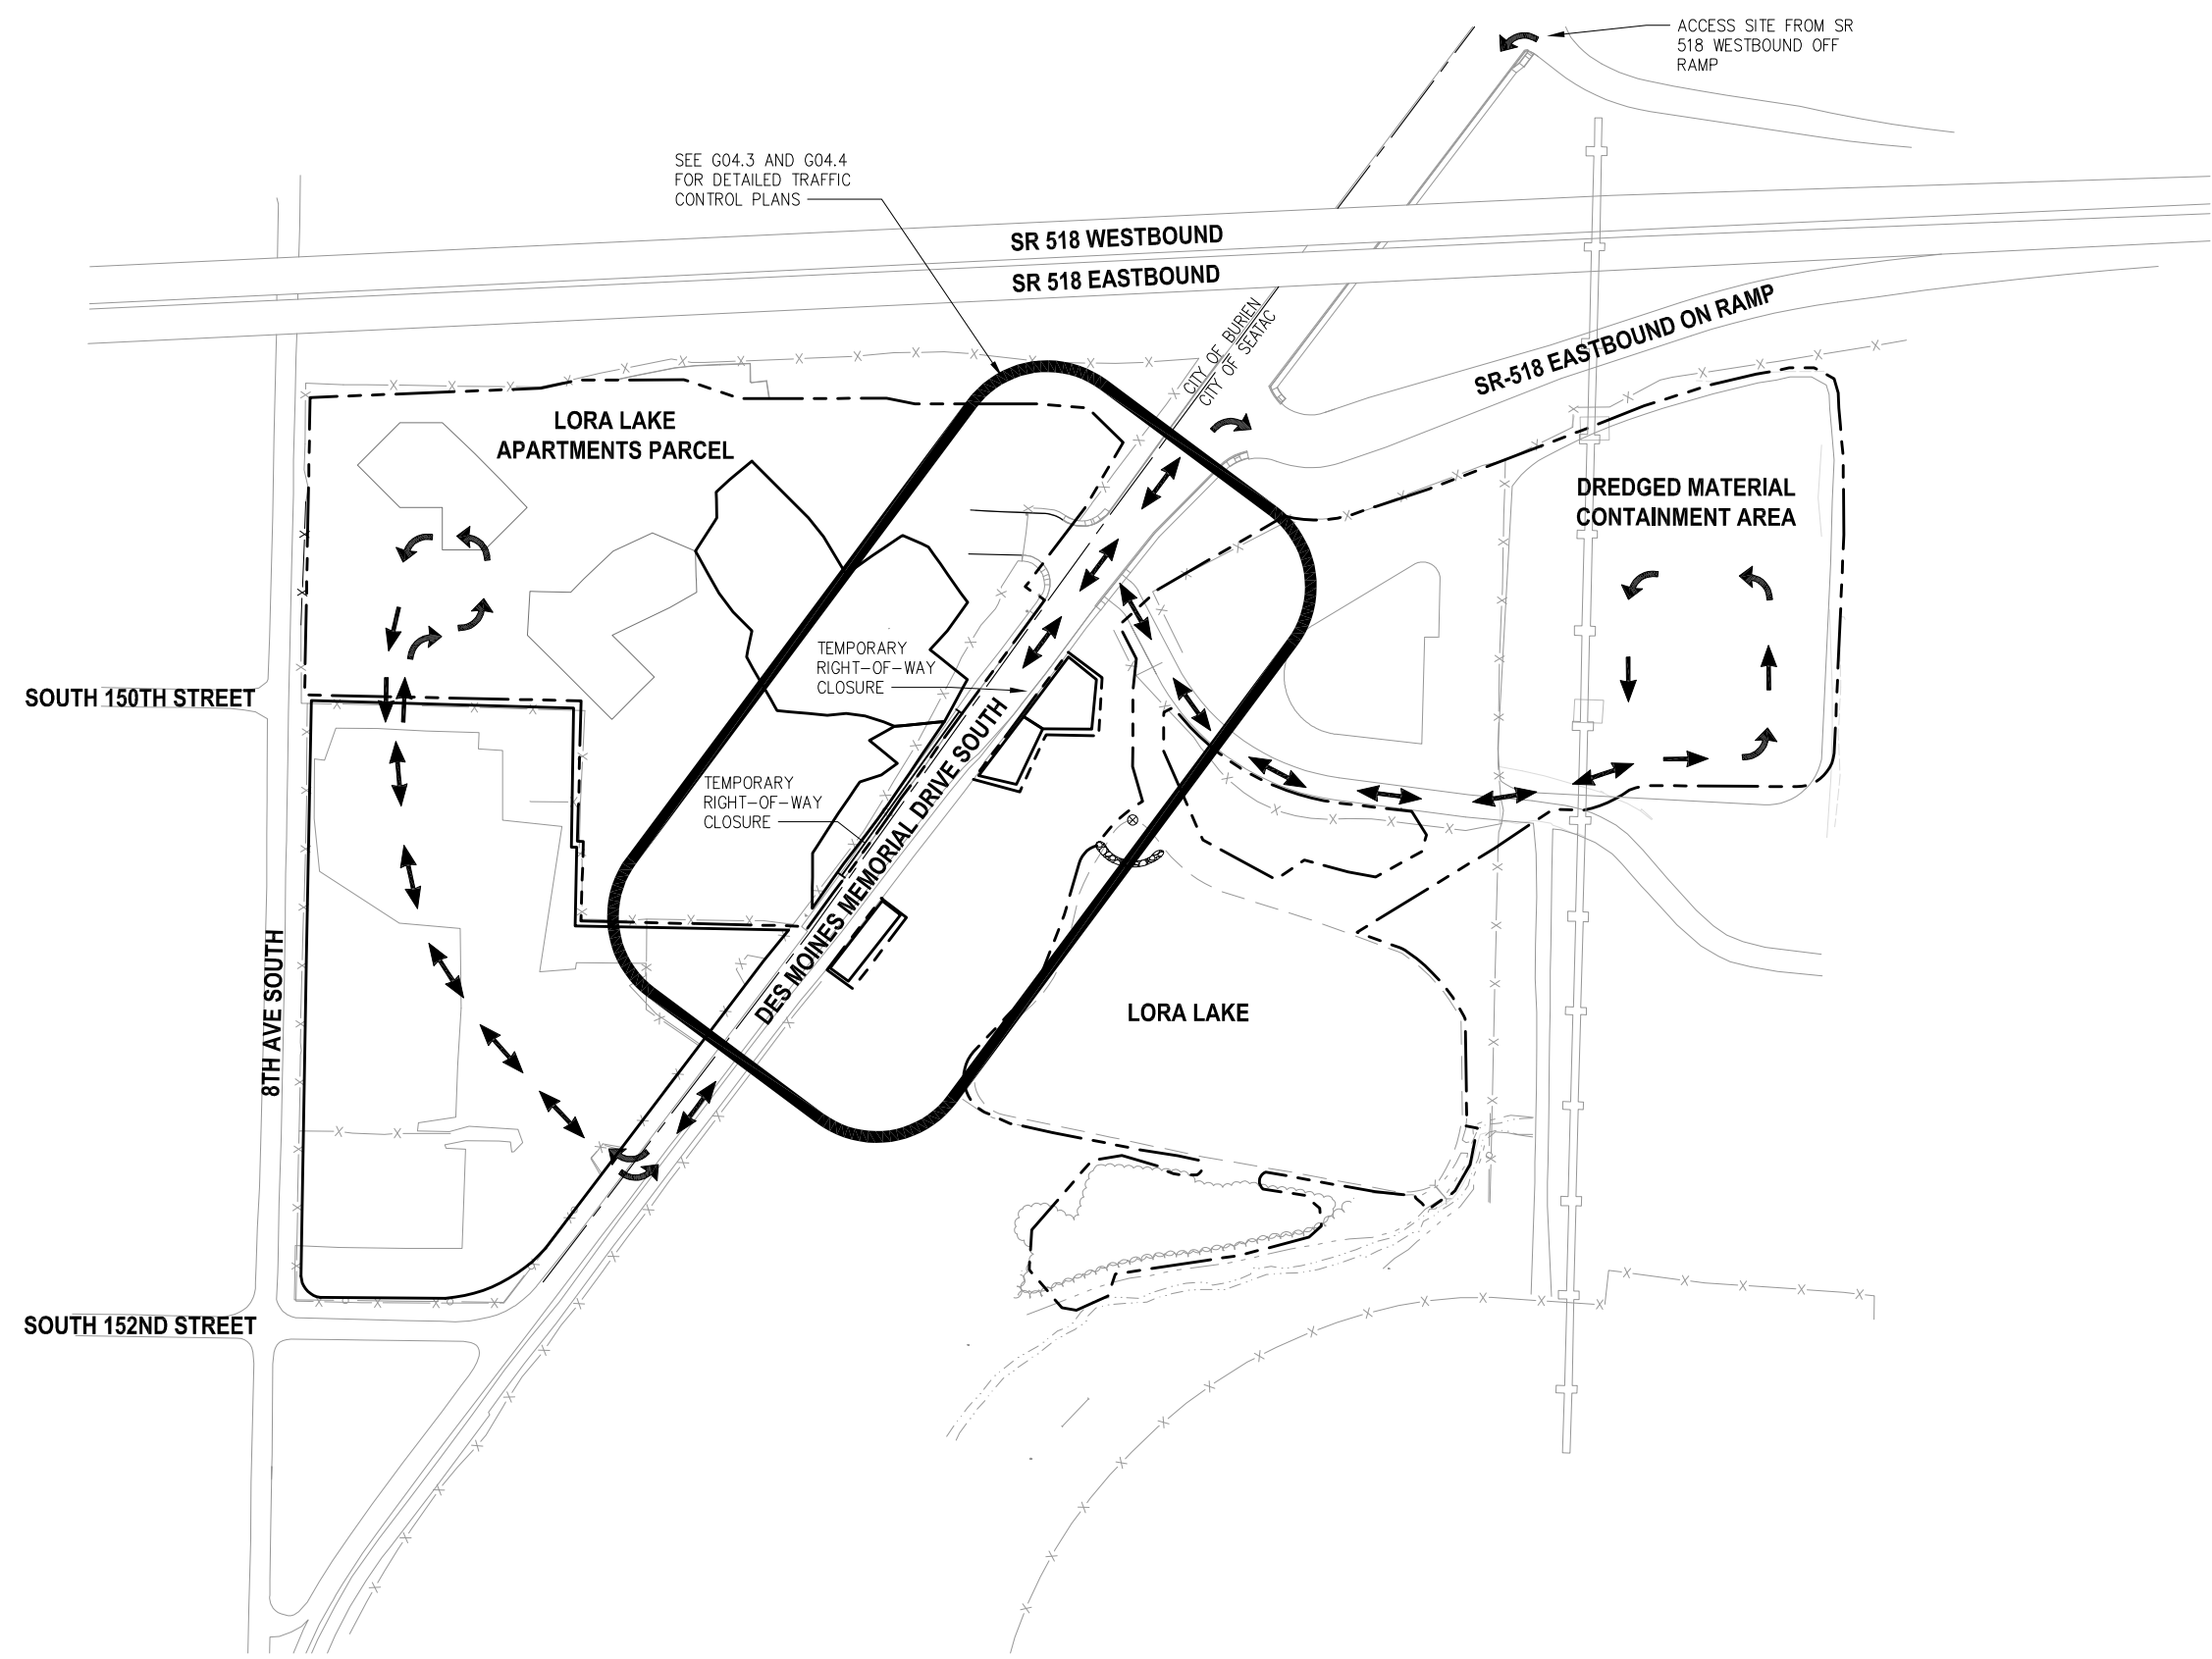 ACCESS SITE FROM SR
518 WESTBOUND OFF
RAMP
SEE G04.3 AND G04.4
FOR DETAILED TRAFFIC
CONTROL PLANS
SR 518 WESTBOUND
SR 518 EASTBOUND
CITY OF BURIEN
CITY OF SEATAC
SR-518 EASTBOUND ON RAMP
LORA LAKE
APARTMENTS PARCEL
DREDGED MATERIAL
CONTAINMENT AREA
TEMPORARY
RIGHT-OF-WAY
CLOSURE
SOUTH 150TH STREET
TEMPORARY
RIGHT-OF-WAY
CLOSURE
DES MOINES MEMORIAL DRIVE SOUTH
8TH AVE SOUTH
LORA LAKE
SOUTH 152ND STREET